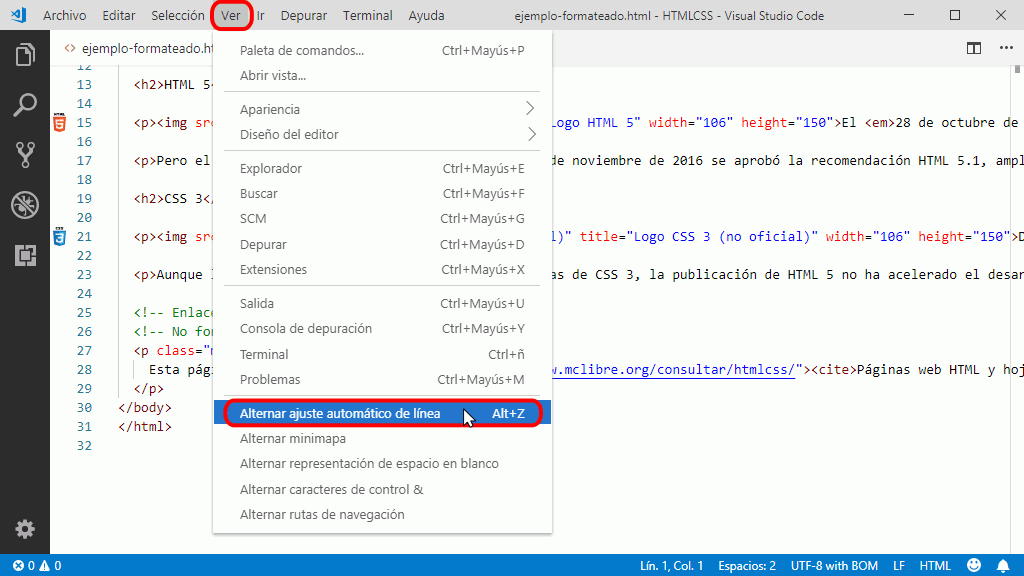 Archivo Editar Selección Ver Ir Depurar Terminal Ayuda ejemplo-formateado.html - HTMLCSS - Visual Studio Code
<> ejemplo-formateado.ht
Paleta de comandos... Ctrl+Mayús+P
Abrir vista...
Apariencia
Diseño del editor
Explorador Ctrl+Mayús+E
Buscar Ctrl+Mayús+F
SCM Ctrl+Mayús+G
Depurar Ctrl+Mayús+D
Extensiones Ctrl+Mayús+X
Salida Ctrl+Mayús+U
Consola de depuración Ctrl+Mayús+Y
Terminal Ctrl+ñ
Problemas Ctrl+Mayús+M
Alternar ajuste automático de línea Alt+Z
Alternar minimapa
Alternar representación de espacio en blanco
Alternar caracteres de control &
Alternar rutas de navegación
12
13 <h2>HTML 5<
14
15 <p><img src ogo HTML 5" width="106" height="150">El <em>28 de octubre de
16
17 <p>Pero el de noviembre de 2016 se aprobó la recomendación HTML 5.1, ampl
18
19 <h2>CSS 3</
20
21 <p><img src l)" title="Logo CSS 3 (no oficial)" width="106" height="150">D
22
23 <p>Aunque l as de CSS 3, la publicación de HTML 5 no ha acelerado el desar
24
25 <!-- Enlace
26 <!-- No for
27 <p class="
28 Esta pági w.mclibre.org/consultar/htmlcss/"><cite>Páginas web HTML y hoj
29 </p>
30 </body>
31 </html>
32
0 0 Lín. 1, Col. 1 Espacios: 2 UTF-8 with BOM LF HTML